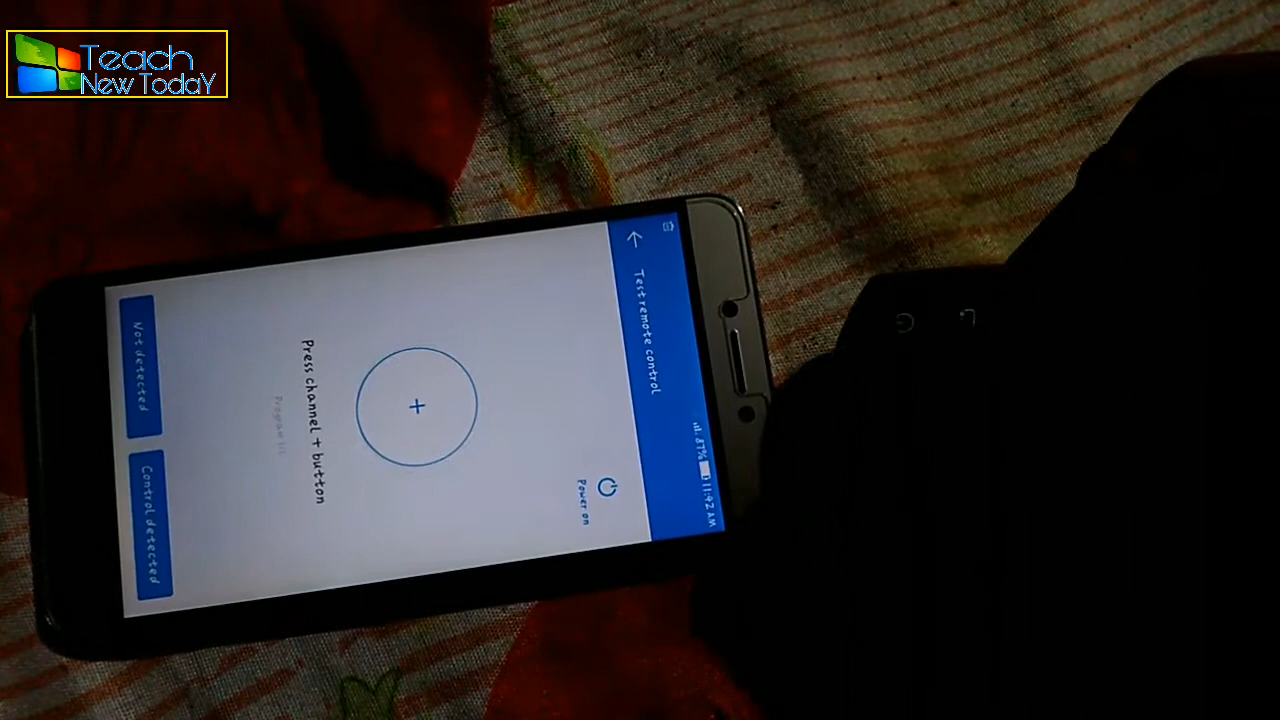 Teach
New TodaY
87% 11:42 AM
Test remote control
Power on
+
Press channel + button
Not detected
Control detected